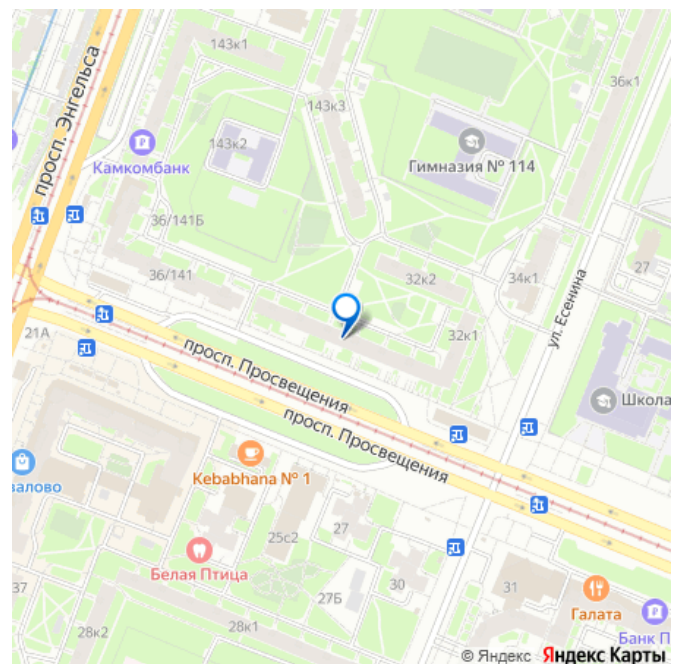 143к1
36к1
просп. Энгельса
143к3
143к2
Камкомбанк
Гимназия № 114
36/141Б
36/141
32к2
34к1
27
ул. Есенина
21А
32к1
просп. Просвещения
просп. Просвещения
Школа
Kebabhana № 1
валово
25с2
27
Белая Птица
37
27Б
30
31
Галата
28к2
28к1
Банк П
© Яндекс Яндекс Карты